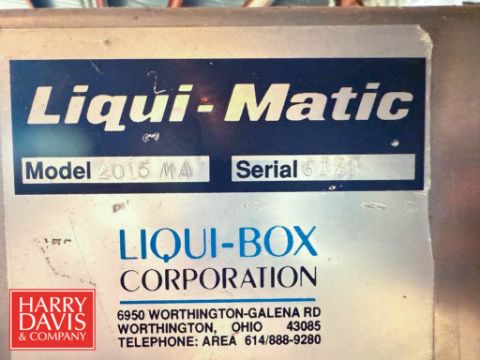 Liqui-Matic
Model 2015 MA Serial
LIQUI-BOX
CORPORATION
6950 WORTHINGTON-GALENA RD
WORTHINGTON, OHIO 43085
TELEPHONE: AREA 614/888-9280
HARRY
DAVIS
& COMPANY